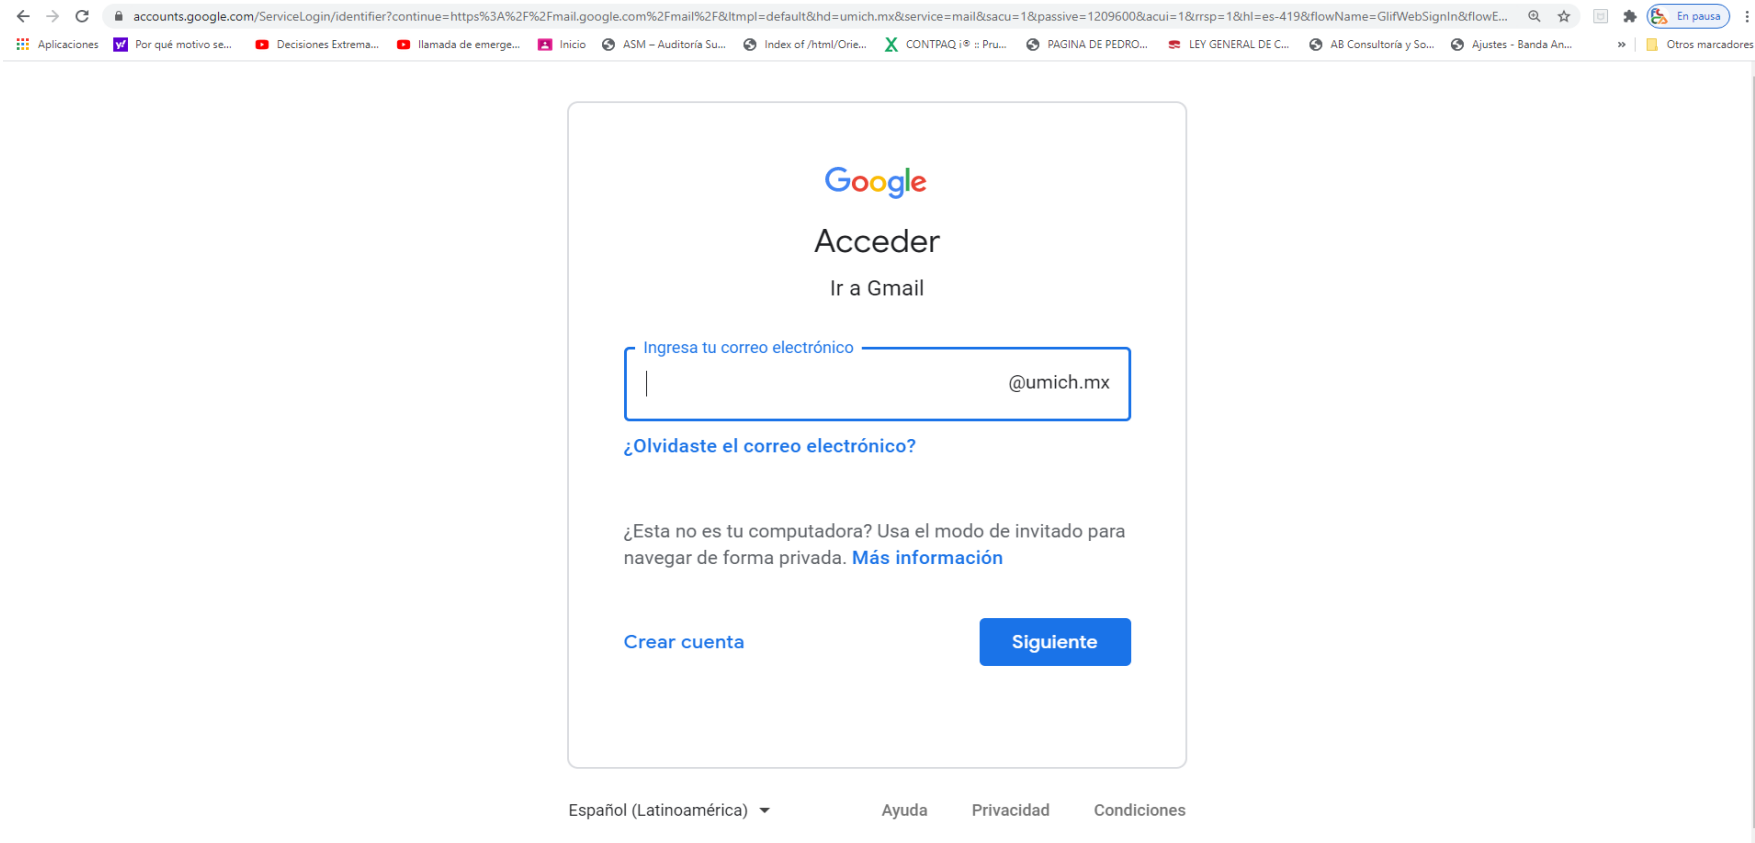 accounts.google.com/ServiceLogin/identifier?continue=https%3A%2F%2Fmail.google.com%2Fmail%2F&ltmpl=default&hd=umich.mx&service=mail&sacu=1&passive=1209600&acui=1&rrsp=1&hl=es-419&flowName=GlifWebSignIn&flowE... En pausa
Aplicaciones Por qué motivo se... Decisiones Extrema... llamada de emerge... Inicio ASM – Auditoría Su... Index of /html/Orie... CONTPAQ i® :: Pru... PAGINA DE PEDRO... LEY GENERAL DE C... AB Consultoría y So... Ajustes - Banda An... » Otros marcadores
Google
Acceder
Ir a Gmail
Ingresa tu correo electrónico
@umich.mx
¿Olvidaste el correo electrónico?
¿Esta no es tu computadora? Usa el modo de invitado para
navegar de forma privada. Más información
Crear cuenta Siguiente
Español (Latinoamérica) Ayuda Privacidad Condiciones